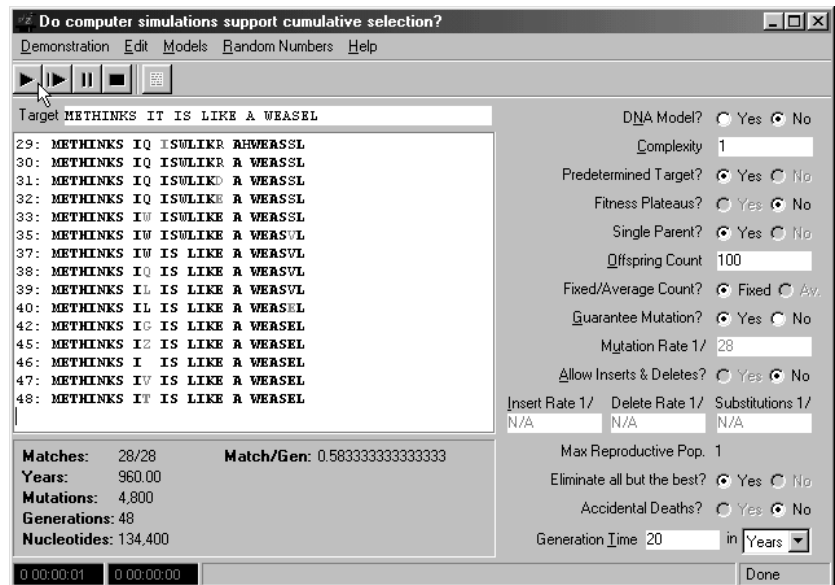 Do computer simulations support cumulative selection?
Demonstration Edit Models Random Numbers Help
Target METHINKS IT IS LIKE A WEASEL
29: METHINKS IQ ISWLIKR AHWEASSL
30: METHINKS IQ ISWLIKR A WEASSL
31: METHINKS IQ ISWLIKD A WEASSL
32: METHINKS IQ ISWLIKE A WEASSL
33: METHINKS IW ISWLIKE A WEASSL
35: METHINKS IW ISWLIKE A WEASVL
37: METHINKS IW IS LIKE A WEASVL
38: METHINKS IQ IS LIKE A WEASVL
39: METHINKS IL IS LIKE A WEASVL
40: METHINKS IL IS LIKE A WEASEL
42: METHINKS IG IS LIKE A WEASEL
45: METHINKS IZ IS LIKE A WEASEL
46: METHINKS I  IS LIKE A WEASEL
47: METHINKS IV IS LIKE A WEASEL
48: METHINKS IT IS LIKE A WEASEL
Matches: 28/28 Match/Gen: 0.583333333333333
Years: 960.00
Mutations: 4,800
Generations: 48
Nucleotides: 134,400
DNA Model? Yes No
Complexity 1
Predetermined Target? Yes No
Fitness Plateaus? Yes No
Single Parent? Yes No
Offspring Count 100
Fixed/Average Count? Fixed Av.
Guarantee Mutation? Yes No
Mutation Rate 1/ 28
Allow Inserts & Deletes? Yes No
Insert Rate 1/ Delete Rate 1/ Substitutions 1/
N/A N/A N/A
Max Reproductive Pop. 1
Eliminate all but the best? Yes No
Accidental Deaths? Yes No
Generation Time 20 in Years
0 00:00:01 0 00:00:00 Done